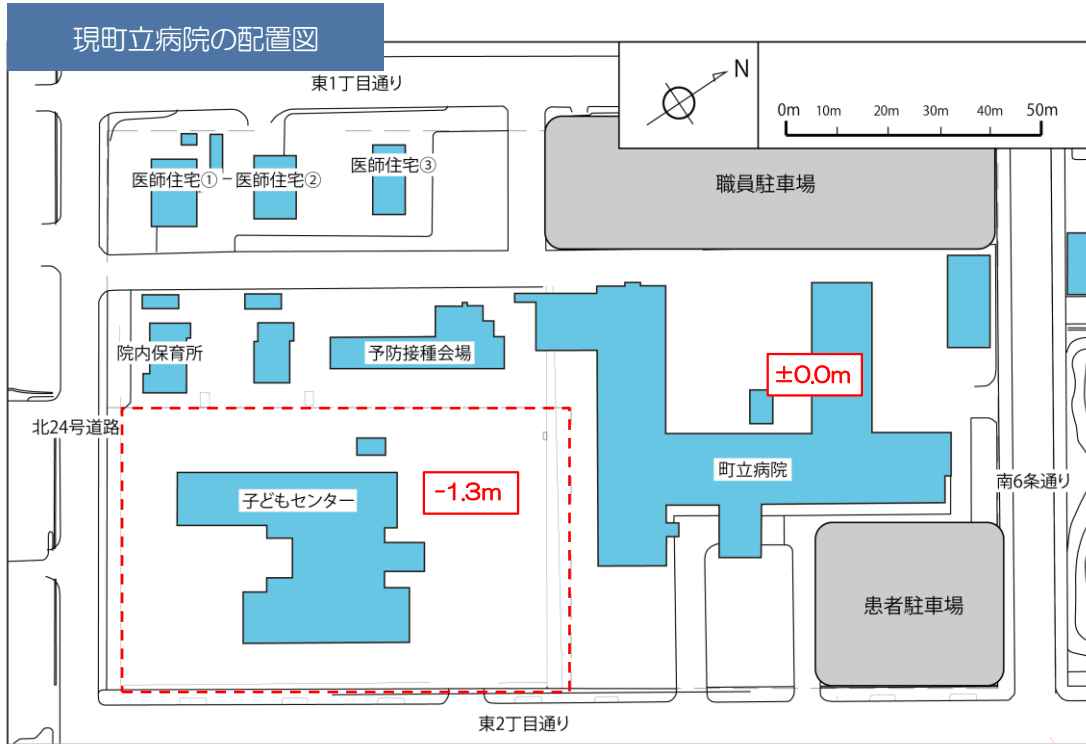 現町立病院の配置図
東1丁目通り
N
0m 10m 20m 30m 40m 50m
医師住宅①
医師住宅②
医師住宅③
職員駐車場
院内保育所
予防接種会場
±0.0m
北24号道路
子どもセンター
-1.3m
町立病院
南6条通り
患者駐車場
東2丁目通り